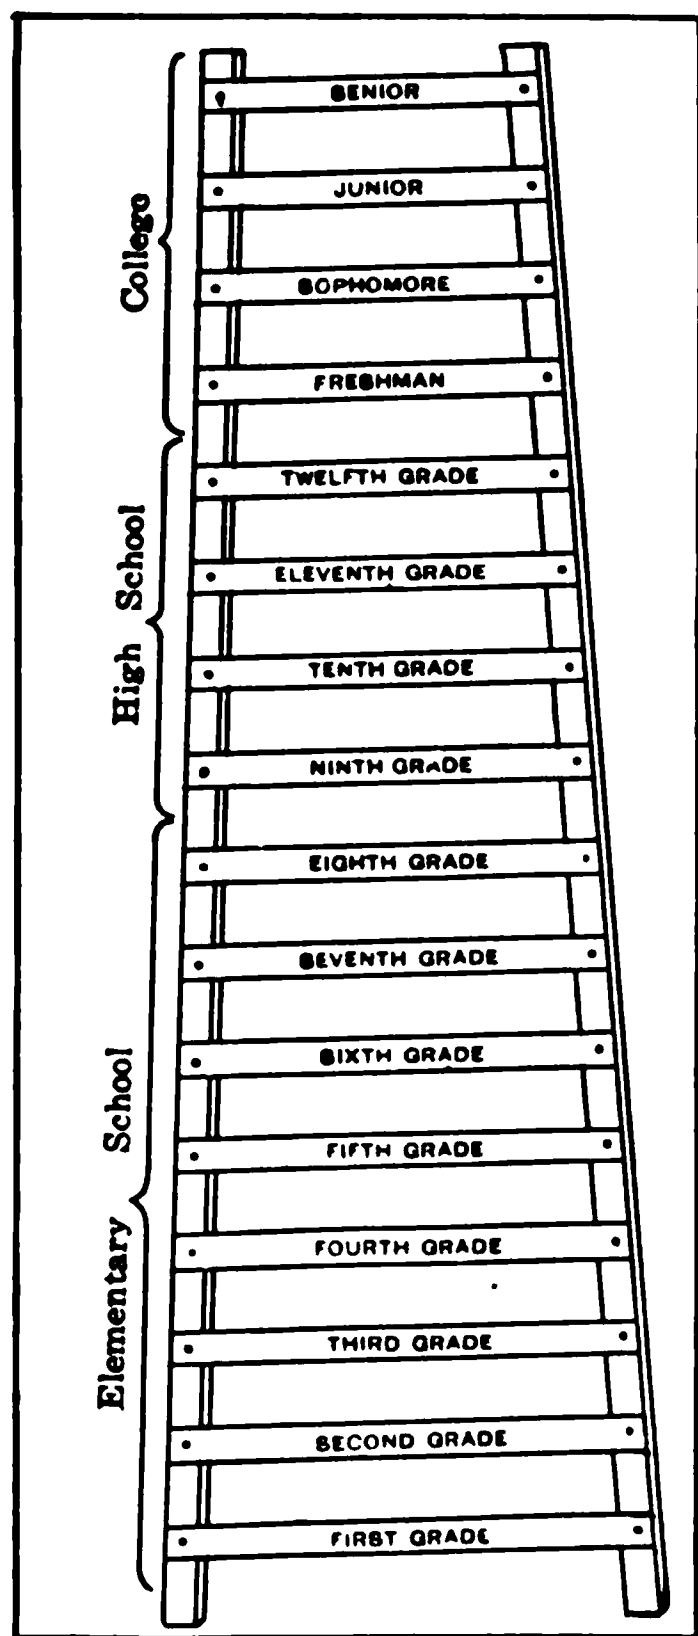 SENIOR
JUNIOR
SOPHOMORE
FRESHMAN
College
TWELFTH GRADE
ELEVENTH GRADE
TENTH GRADE
NINTH GRADE
High School
EIGHTH GRADE
SEVENTH GRADE
SIXTH GRADE
FIFTH GRADE
FOURTH GRADE
THIRD GRADE
SECOND GRADE
FIRST GRADE
Elementary School